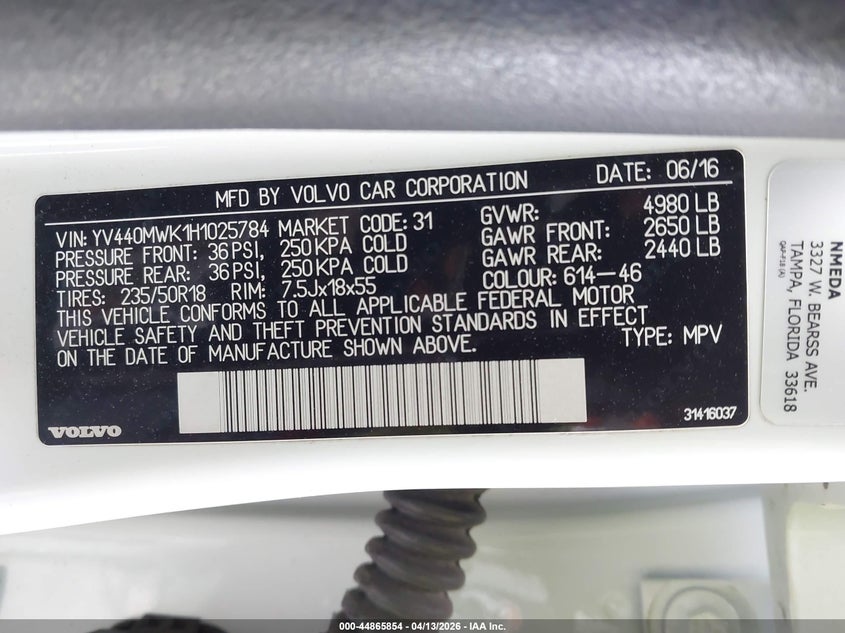 MFD BY VOLVO CAR CORPORATION DATE: 06/16
VIN: YV440MWK1H1025784 MARKET CODE: 31 GVWR: 4980 LB
PRESSURE FRONT: 36 PSI, 250 KPA COLD GAWR FRONT: 2650 LB
PRESSURE REAR: 36 PSI, 250 KPA COLD GAWR REAR: 2440 LB
TIRES: 235/50R18 RIM: 7.5Jx18x55 COLOUR: 614-46
THIS VEHICLE CONFORMS TO ALL APPLICABLE FEDERAL MOTOR
VEHICLE SAFETY AND THEFT PREVENTION STANDARDS IN EFFECT
ON THE DATE OF MANUFACTURE SHOWN ABOVE. TYPE: MPV
VOLVO 31416037
NMEDA
3327 W. BEARSS AVE.
TAMPA, FLORIDA 33618
QAP-F18 (A)
000-44865854 - 04/13/2026 - IAA Inc.